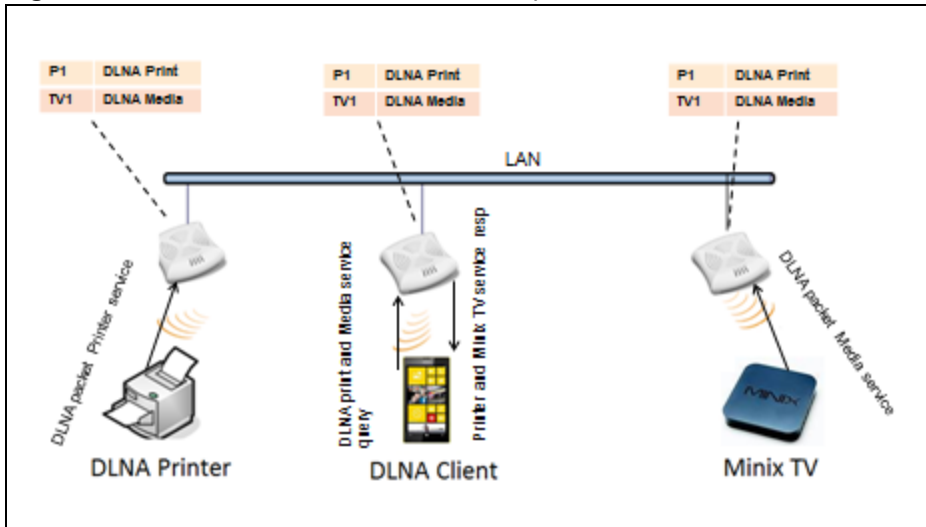 P1 DLNA Print
TV1 DLNA Media
P1 DLNA Print
TV1 DLNA Media
P1 DLNA Print
TV1 DLNA Media
LAN
DLNA packet Printer service
DLNA print and Media service
query
Printer and Minix TV service resp
DLNA packet Media service
MINIX
DLNA Printer
DLNA Client
Minix TV